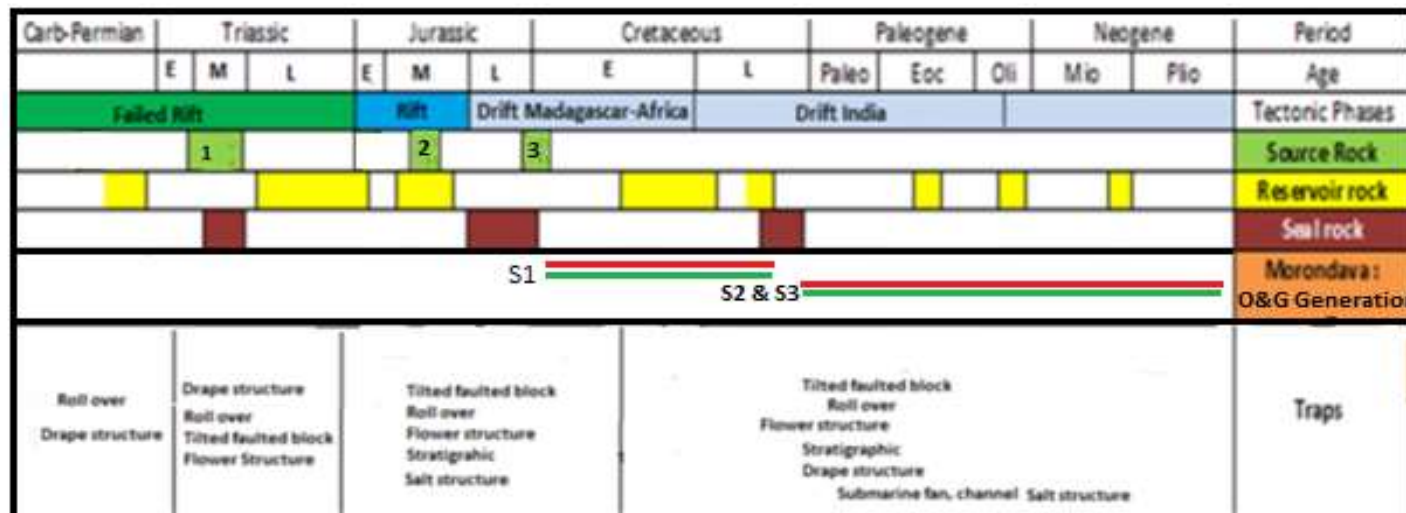 Carb-Permian Triassic Jurassic Cretaceous Paleogene Neogene Period
E M L E M L E L Paleo Eoc Oli Mio Plio Age
Failed Rift Rift Drift Madagascar-Africa Drift India Tectonic Phases
1 2 3 Source Rock
Reservoir rock
Seal rock
S1 Morondava :
S2 & S3 O&G Generation
Roll over
Drape structure
Drape structure
Roll over
Tilted faulted block
Flower Structure
Tilted faulted block
Roll over
Flower structure
Stratigrahic
Salt structure
Tilted faulted block
Roll over
Flower structure
Stratigraphic
Drape structure
Submarine fan, channel Salt structure
Traps